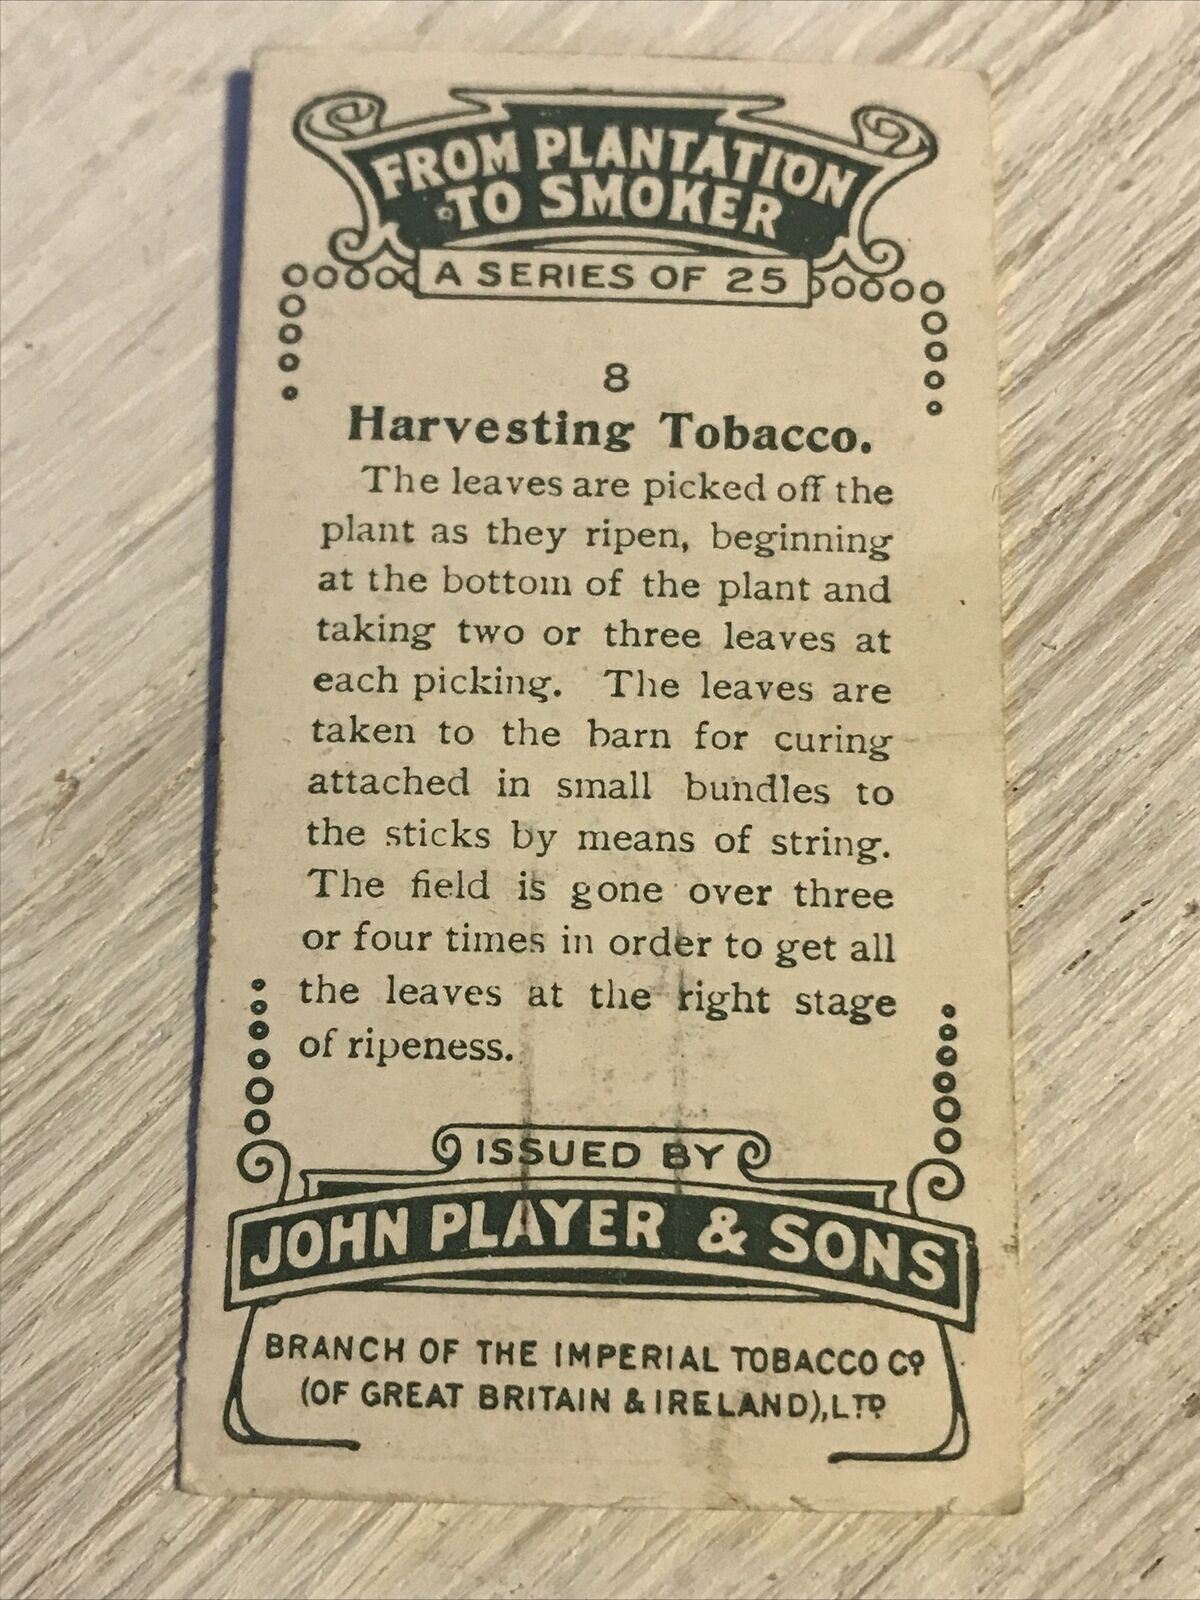 FROM PLANTATION
TO SMOKER
A SERIES OF 25
8
Harvesting Tobacco.
The leaves are picked off the
plant as they ripen, beginning
at the bottom of the plant and
taking two or three leaves at
each picking. The leaves are
taken to the barn for curing
attached in small bundles to
the sticks by means of string.
The field is gone over three
or four times in order to get all
the leaves at the right stage
of ripeness.
ISSUED BY
JOHN PLAYER & SONS
BRANCH OF THE IMPERIAL TOBACCO CO
(OF GREAT BRITAIN & IRELAND), LTD